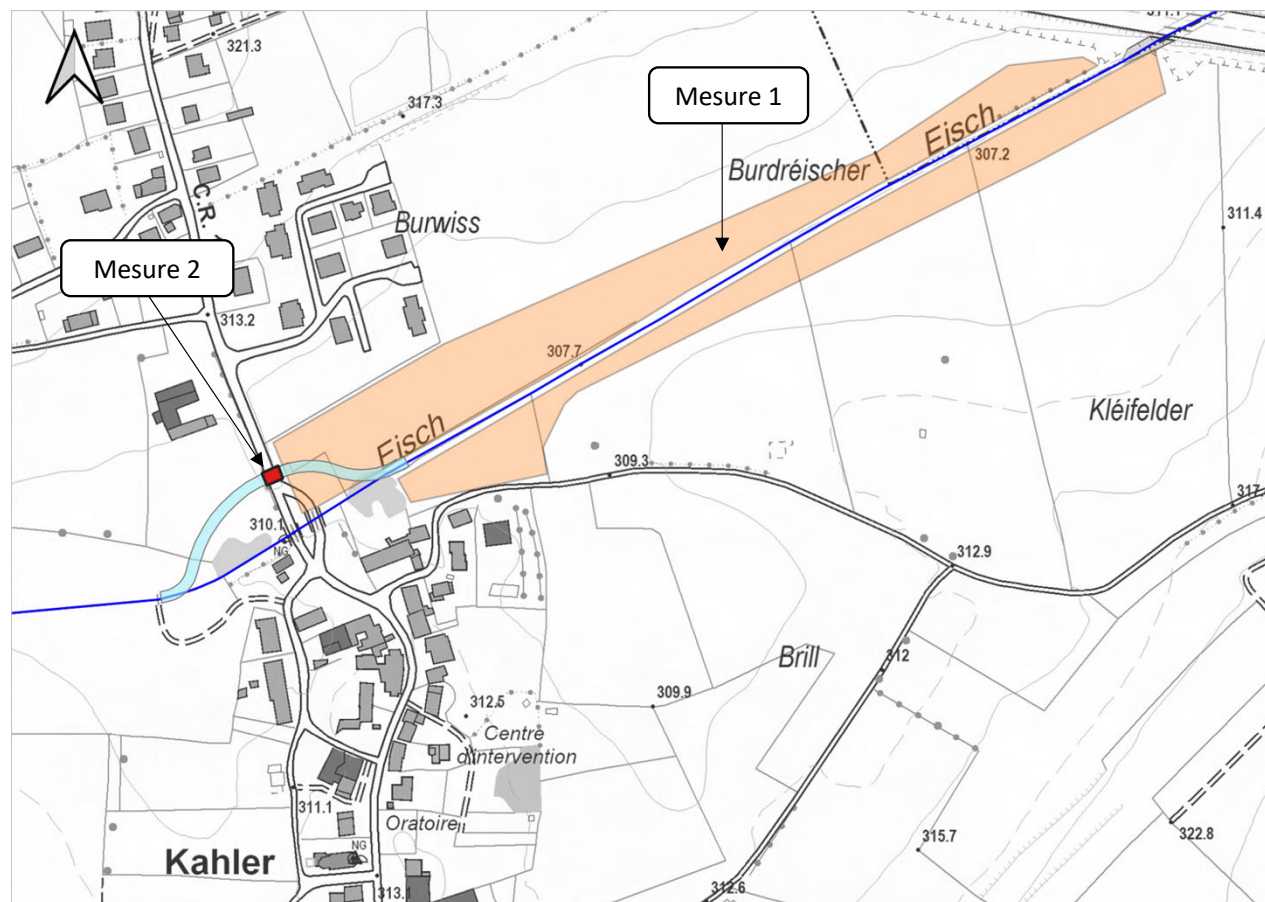 311.1
321.3
Mesure 1
317.3
Eisch
307.2
Burdréischer
C.R.
Burwiss
311.4
Mesure 2
313.2
307.7
Kléifelder
Eisch
309.3
317
310.1
NG
312.9
Brill
312
309.9
312.5
Centre
d'intervention
311.1
Oratoire
315.7
322.8
NG
Kahler
313.1
312.6